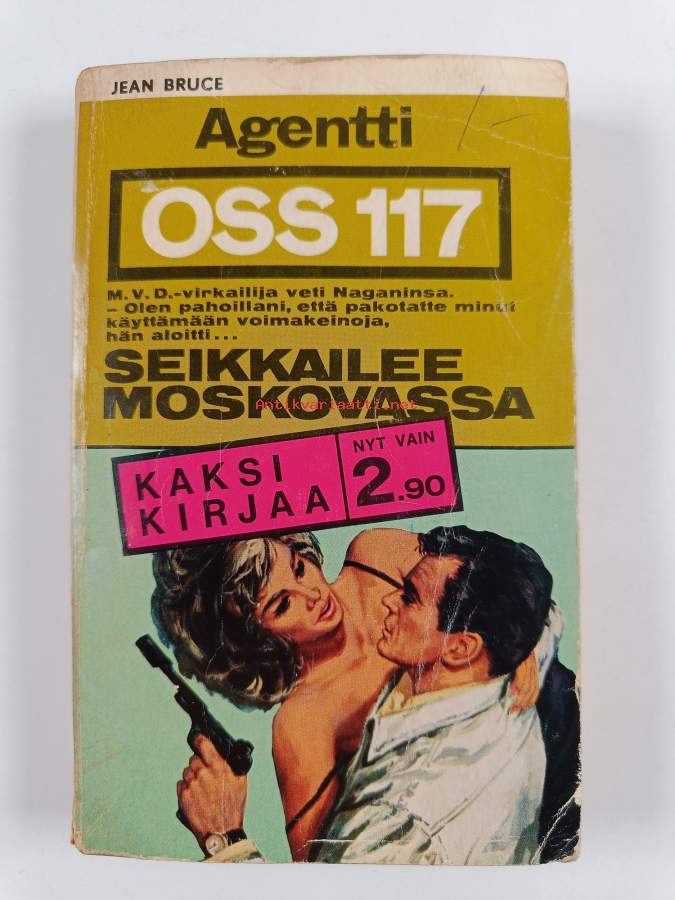 JEAN BRUCE
Agentti
OSS 117
M.V.D.-virkailija veti Naganinsa.
– Olen pahoillani, että pakotatte minut
käyttämään voimakeinoja,
hän aloitti...
SEIKKAILEE
MOSKOVASSA
Antikvariaatti.net
KAKSI
KIRJAA
NYT VAIN
2.90